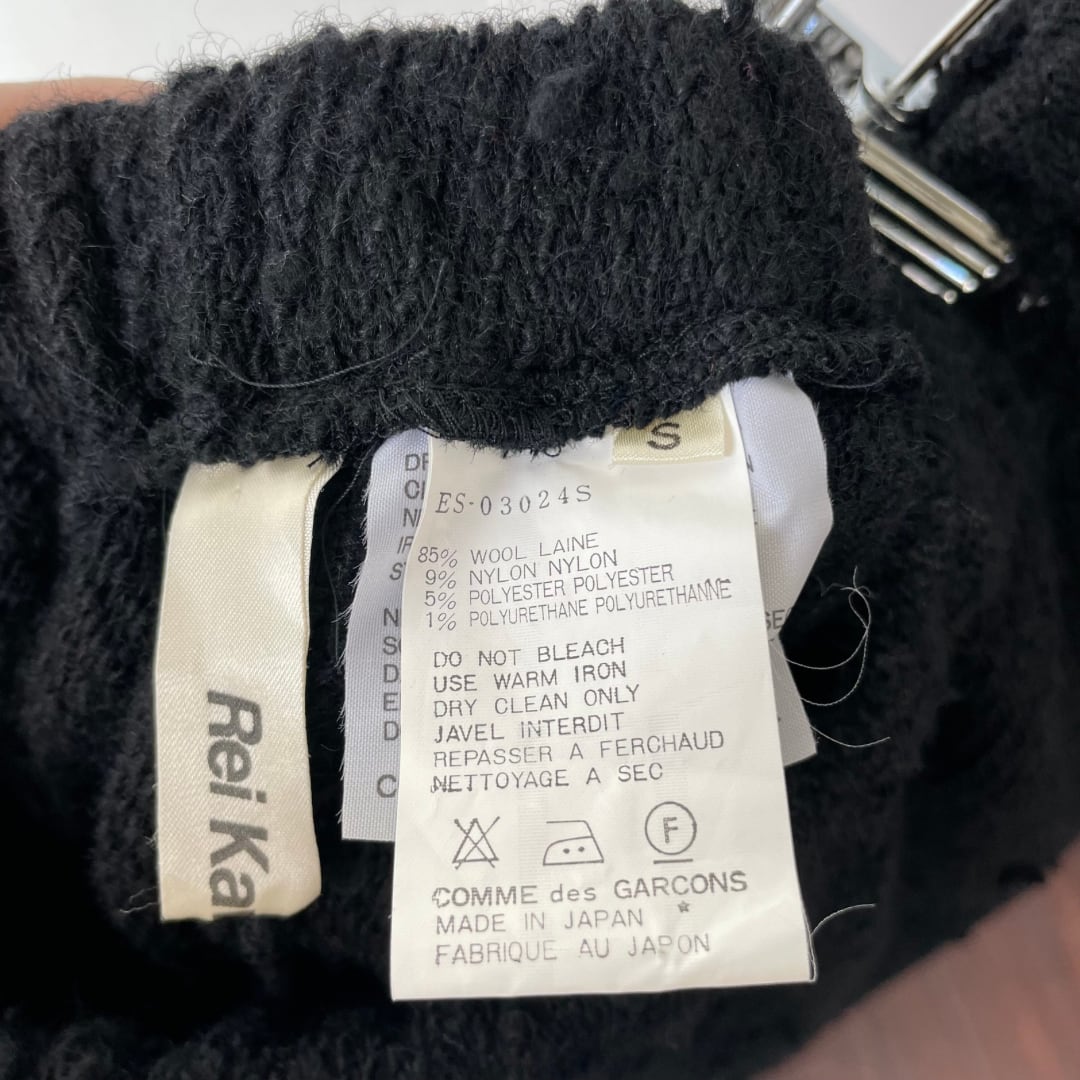 S
ES-03024S
85% WOOL LAINE
9% NYLON NYLON
5% POLYESTER POLYESTER
1% POLYURETHANE POLYURETHANNE
DO NOT BLEACH
USE WARM IRON
DRY CLEAN ONLY
JAVEL INTERDIT
REPASSER A FERCHAUD
NETTOYAGE A SEC
F
COMME des GARCONS
MADE IN JAPAN
FABRIQUE AU JAPON
Rei